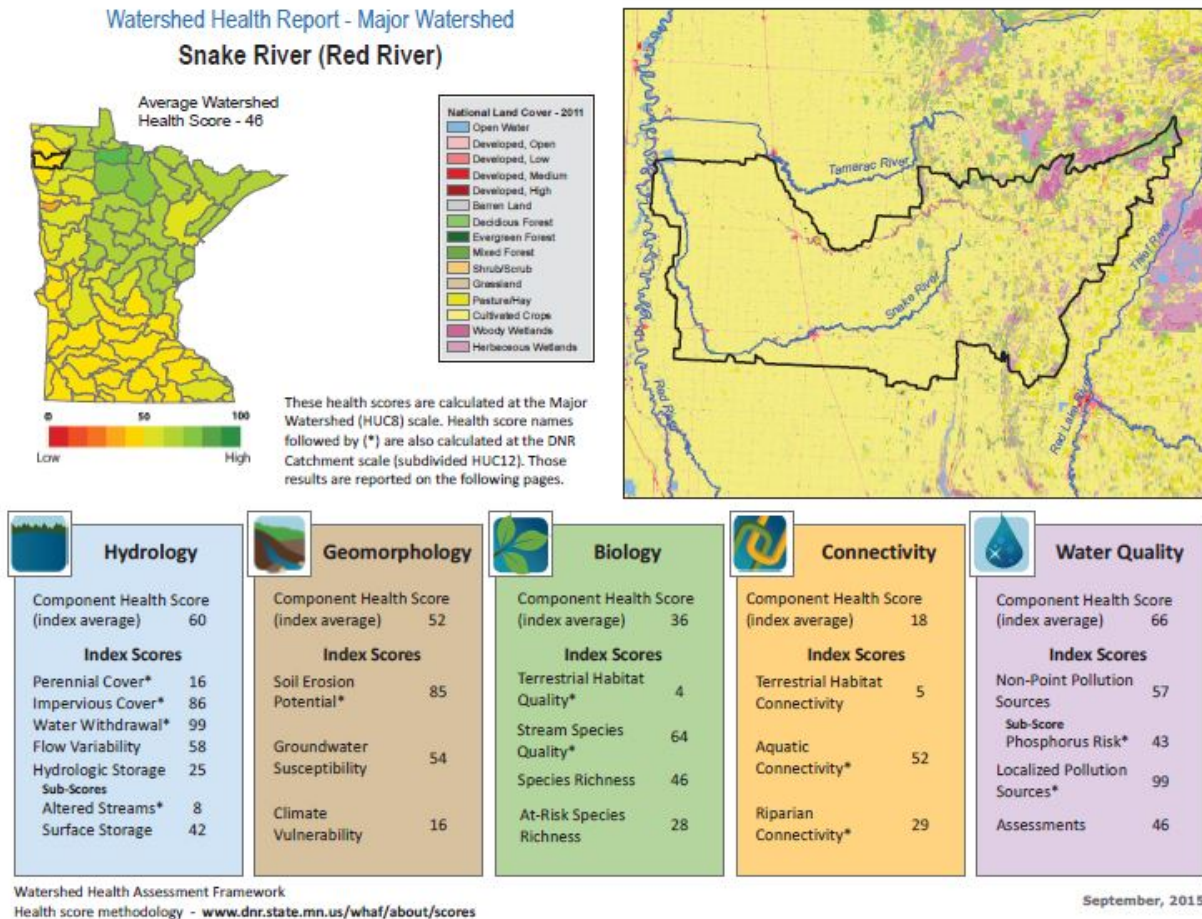 Watershed Health Report - Major Watershed
Snake River (Red River)
Average Watershed
Health Score - 46
0
50
100
Low
High
National Land Cover - 2011
Open Water
Developed, Open
Developed, Low
Developed, Medium
Developed, High
Barren Land
Decidious Forest
Evergreen Forest
Mixed Forest
Shrub/Scrub
Grassland
Pasture/Hay
Cultivated Crops
Woody Wetlands
Herbaceous Wetlands
These health scores are calculated at the Major
Watershed (HUC8) scale. Health score names
followed by (*) are also calculated at the DNR
Catchment scale (subdivided HUC12). Those
results are reported on the following pages.
Tamarac River
Snake River
Thief River
Red River
Red Lake River
Hydrology
Component Health Score
(index average) 60
Index Scores
Perennial Cover* 16
Impervious Cover* 86
Water Withdrawal* 99
Flow Variability 58
Hydrologic Storage 25
Sub-Scores
Altered Streams* 8
Surface Storage 42
Geomorphology
Component Health Score
(index average) 52
Index Scores
Soil Erosion
Potential* 85
Groundwater
Susceptibility 54
Climate
Vulnerability 16
Biology
Component Health Score
(index average) 36
Index Scores
Terrestrial Habitat
Quality* 4
Stream Species
Quality* 64
Species Richness 46
At-Risk Species
Richness 28
Connectivity
Component Health Score
(index average) 18
Index Scores
Terrestrial Habitat
Connectivity 5
Aquatic
Connectivity* 52
Riparian
Connectivity* 29
Water Quality
Component Health Score
(index average) 66
Index Scores
Non-Point Pollution
Sources 57
Sub-Score
Phosphorus Risk* 43
Localized Pollution
Sources* 99
Assessments 46
Watershed Health Assessment Framework
Health score methodology - www.dnr.state.mn.us/whaf/about/scores
September, 2015